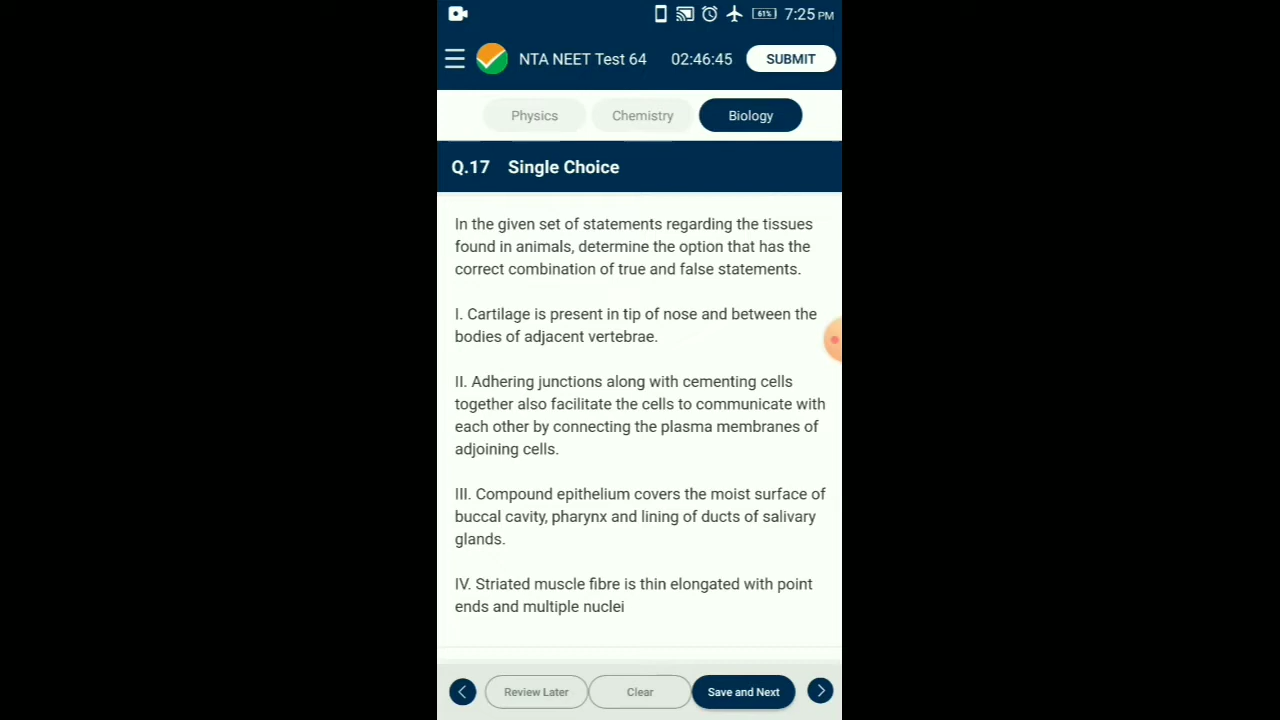 61% 7:25 PM
NTA NEET Test 64 02:46:45 SUBMIT
Physics Chemistry Biology
Q.17 Single Choice
In the given set of statements regarding the tissues
found in animals, determine the option that has the
correct combination of true and false statements.
I. Cartilage is present in tip of nose and between the
bodies of adjacent vertebrae.
II. Adhering junctions along with cementing cells
together also facilitate the cells to communicate with
each other by connecting the plasma membranes of
adjoining cells.
III. Compound epithelium covers the moist surface of
buccal cavity, pharynx and lining of ducts of salivary
glands.
IV. Striated muscle fibre is thin elongated with point
ends and multiple nuclei
Review Later Clear Save and Next